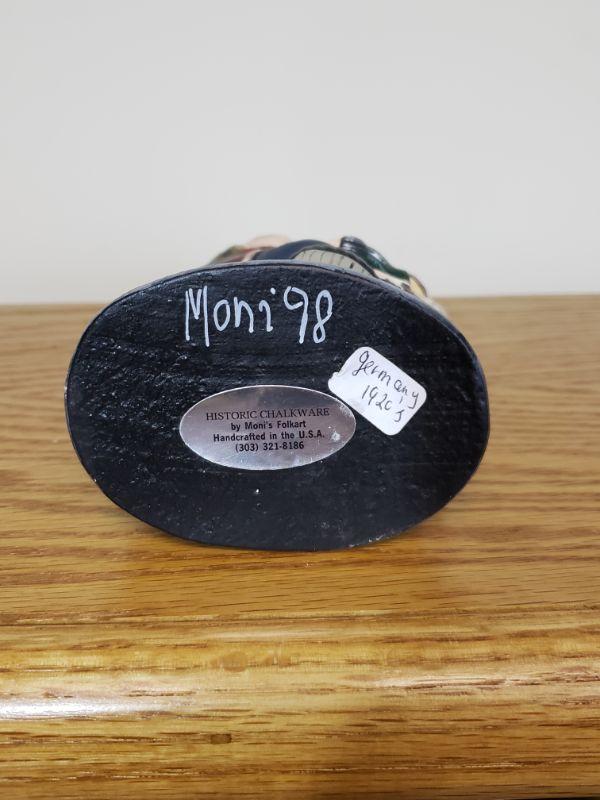 Moni '98
Germany
1920's
HISTORIC CHALKWARE
by Moni's Folkart
Handcrafted in the U.S.A.
(303) 321-8186